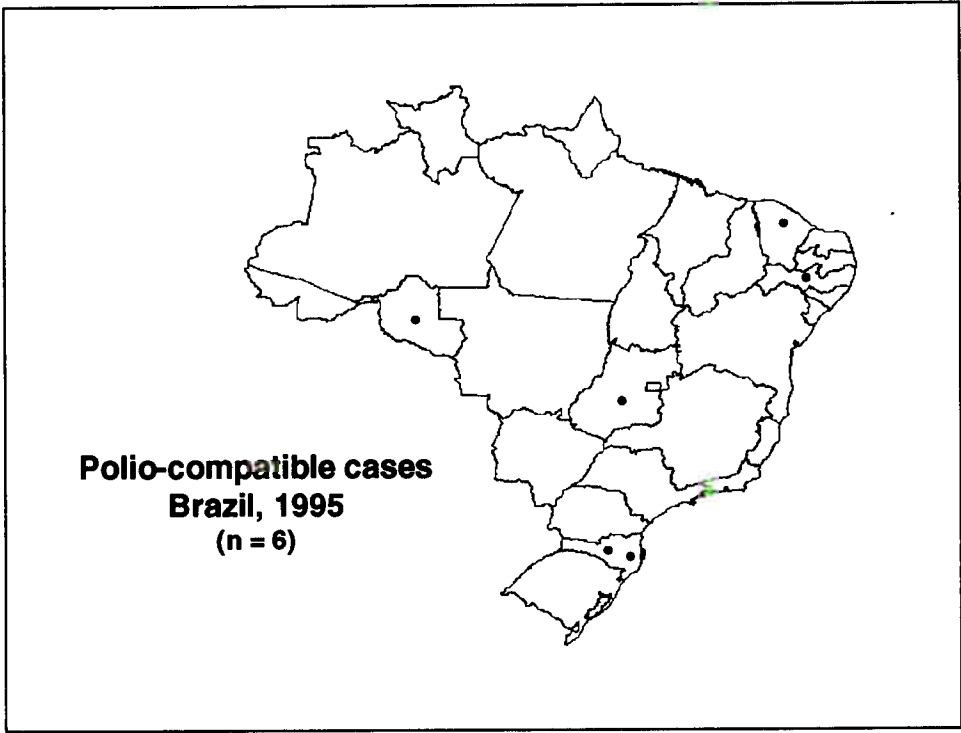 Polio-compatible cases
Brazil, 1995
(n = 6)